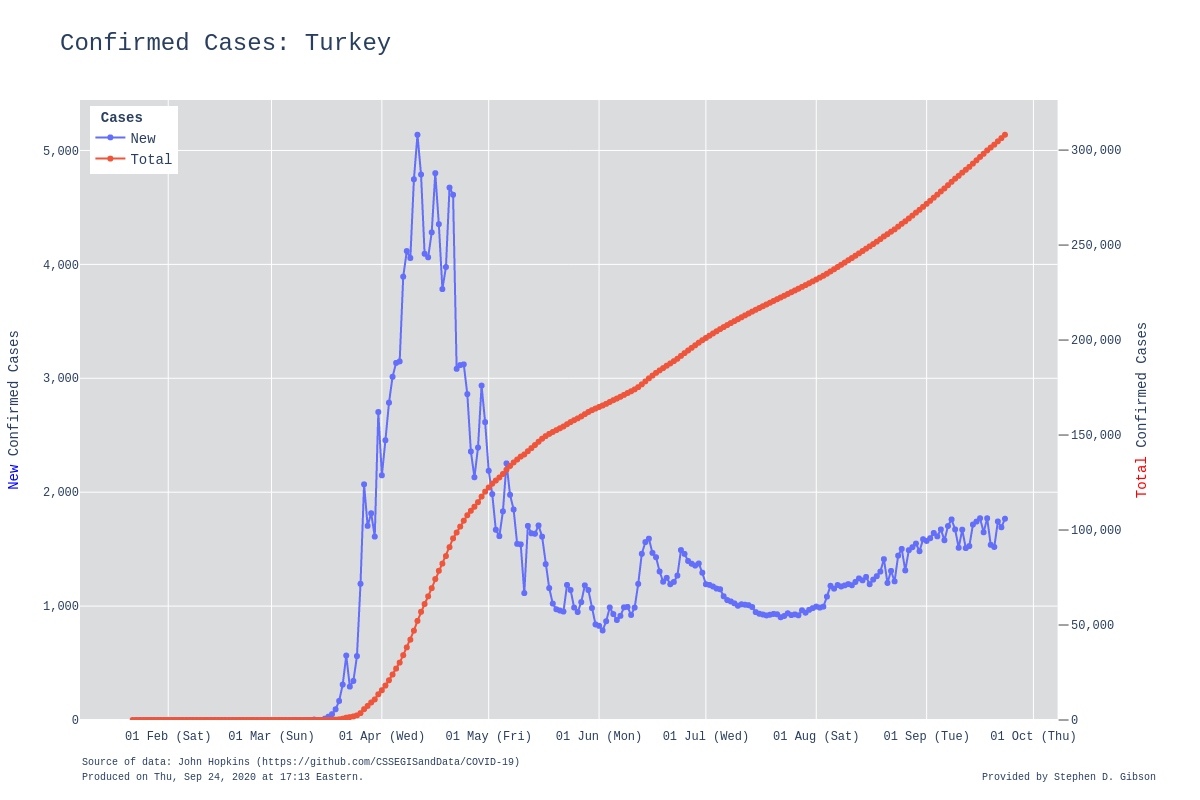 Confirmed Cases: Turkey
Cases
New
Total
5,000
4,000
3,000
2,000
1,000
0
300,000
250,000
200,000
150,000
100,000
50,000
0
New Confirmed Cases
Total Confirmed Cases
01 Feb (Sat) 01 Mar (Sun) 01 Apr (Wed) 01 May (Fri) 01 Jun (Mon) 01 Jul (Wed) 01 Aug (Sat) 01 Sep (Tue) 01 Oct (Thu)
Source of data: John Hopkins (https://github.com/CSSEGISandData/COVID-19)
Produced on Thu, Sep 24, 2020 at 17:13 Eastern.
Provided by Stephen D. Gibson